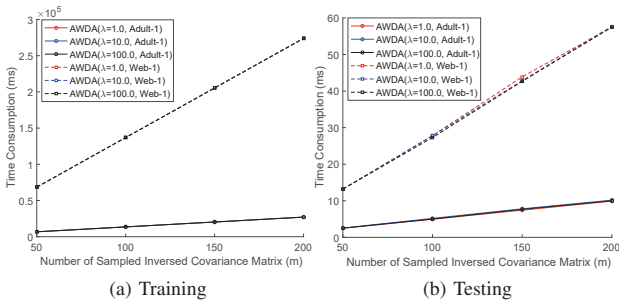 ×10⁵
3
2.5
2
1.5
1
0.5
0
50 100 150 200
Time Consumption (ms)
Number of Sampled Inversed Covariance Matrix (m)
AWDA(λ=1.0, Adult-1)
AWDA(λ=10.0, Adult-1)
AWDA(λ=100.0, Adult-1)
AWDA(λ=1.0, Web-1)
AWDA(λ=10.0, Web-1)
AWDA(λ=100.0, Web-1)
(a) Training
60
50
40
30
20
10
0
50 100 150 200
Time Consumption (ms)
Number of Sampled Inversed Covariance Matrix (m)
AWDA(λ=1.0, Adult-1)
AWDA(λ=10.0, Adult-1)
AWDA(λ=100.0, Adult-1)
AWDA(λ=1.0, Web-1)
AWDA(λ=10.0, Web-1)
AWDA(λ=100.0, Web-1)
(b) Testing